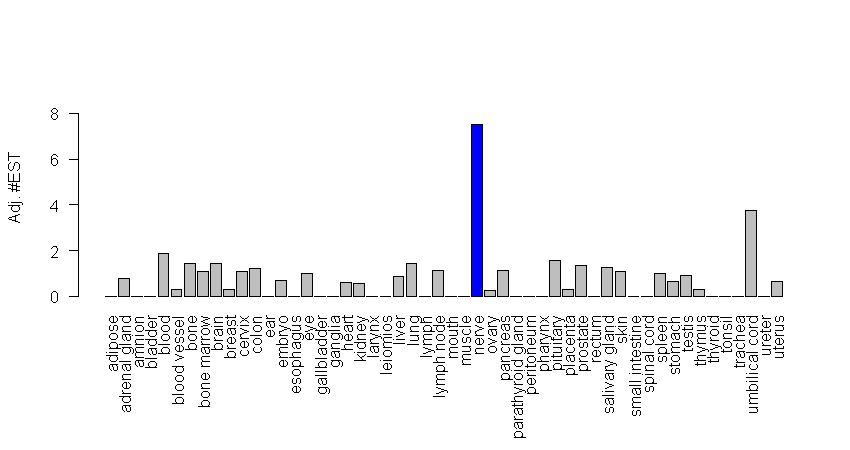 Adj. #EST
8
6
4
2
0
adipose
adrenal gland
amnion
bladder
blood
blood vessel
bone
bone marrow
brain
breast
cervix
colon
ear
embryo
esophagus
eye
gallbladder
ganglia
heart
kidney
larynx
leiomios
liver
lung
lymph
lymph node
mouth
muscle
nerve
ovary
pancreas
parathyroid gland
peritoneum
pharynx
pituitary
placenta
prostate
rectum
salivary gland
skin
small intestine
spinal cord
spleen
stomach
testis
thymus
thyroid
tonsil
trachea
umbilical cord
ureter
uterus